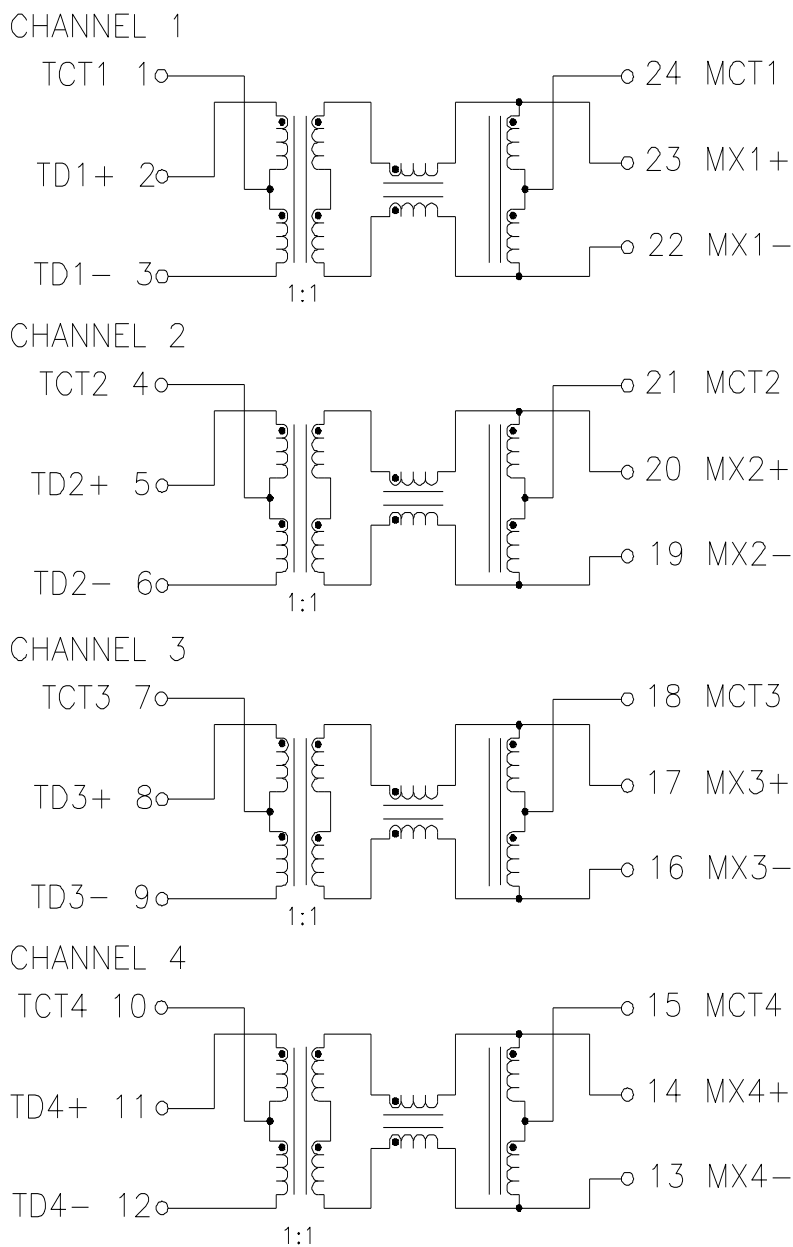 CHANNEL 1
TCT1 1 24 MCT1
TD1+ 2 23 MX1+
TD1- 3 22 MX1-
1:1
CHANNEL 2
TCT2 4 21 MCT2
TD2+ 5 20 MX2+
TD2- 6 19 MX2-
1:1
CHANNEL 3
TCT3 7 18 MCT3
TD3+ 8 17 MX3+
TD3- 9 16 MX3-
1:1
CHANNEL 4
TCT4 10 15 MCT4
TD4+ 11 14 MX4+
TD4- 12 13 MX4-
1:1